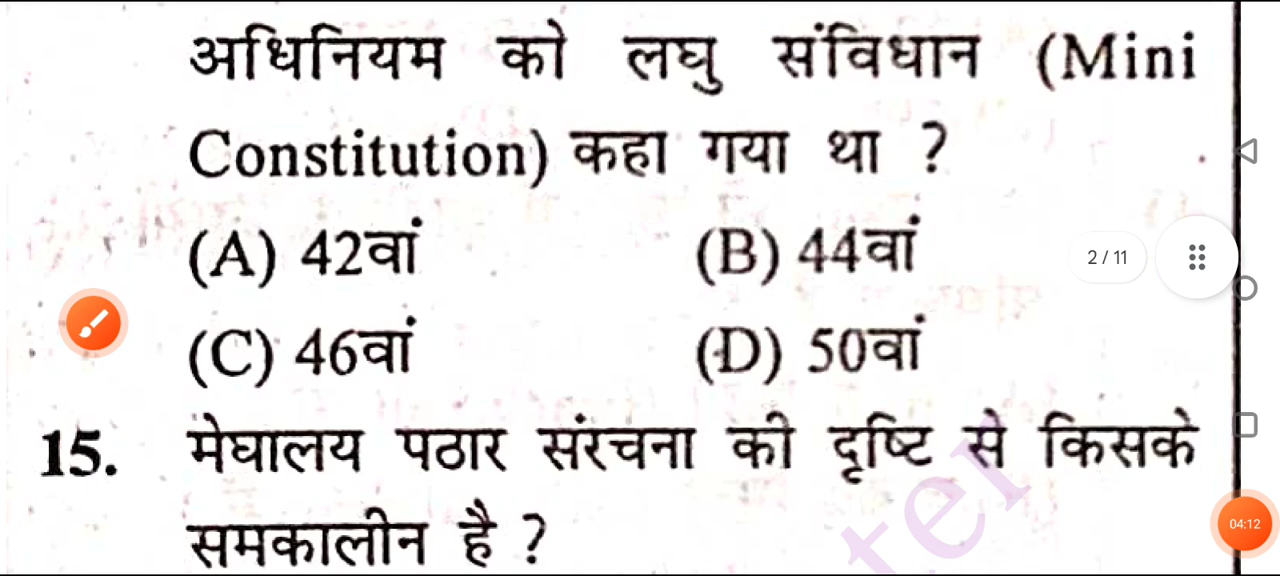 अधिनियम को लघु संविधान (Mini
Constitution) कहा गया था ?
(A) 42वां (B) 44वां
2 / 11
(C) 46वां (D) 50वां
15. मेघालय पठार संरचना की दृष्टि से किसके
समकालीन है ?
04:12
ter